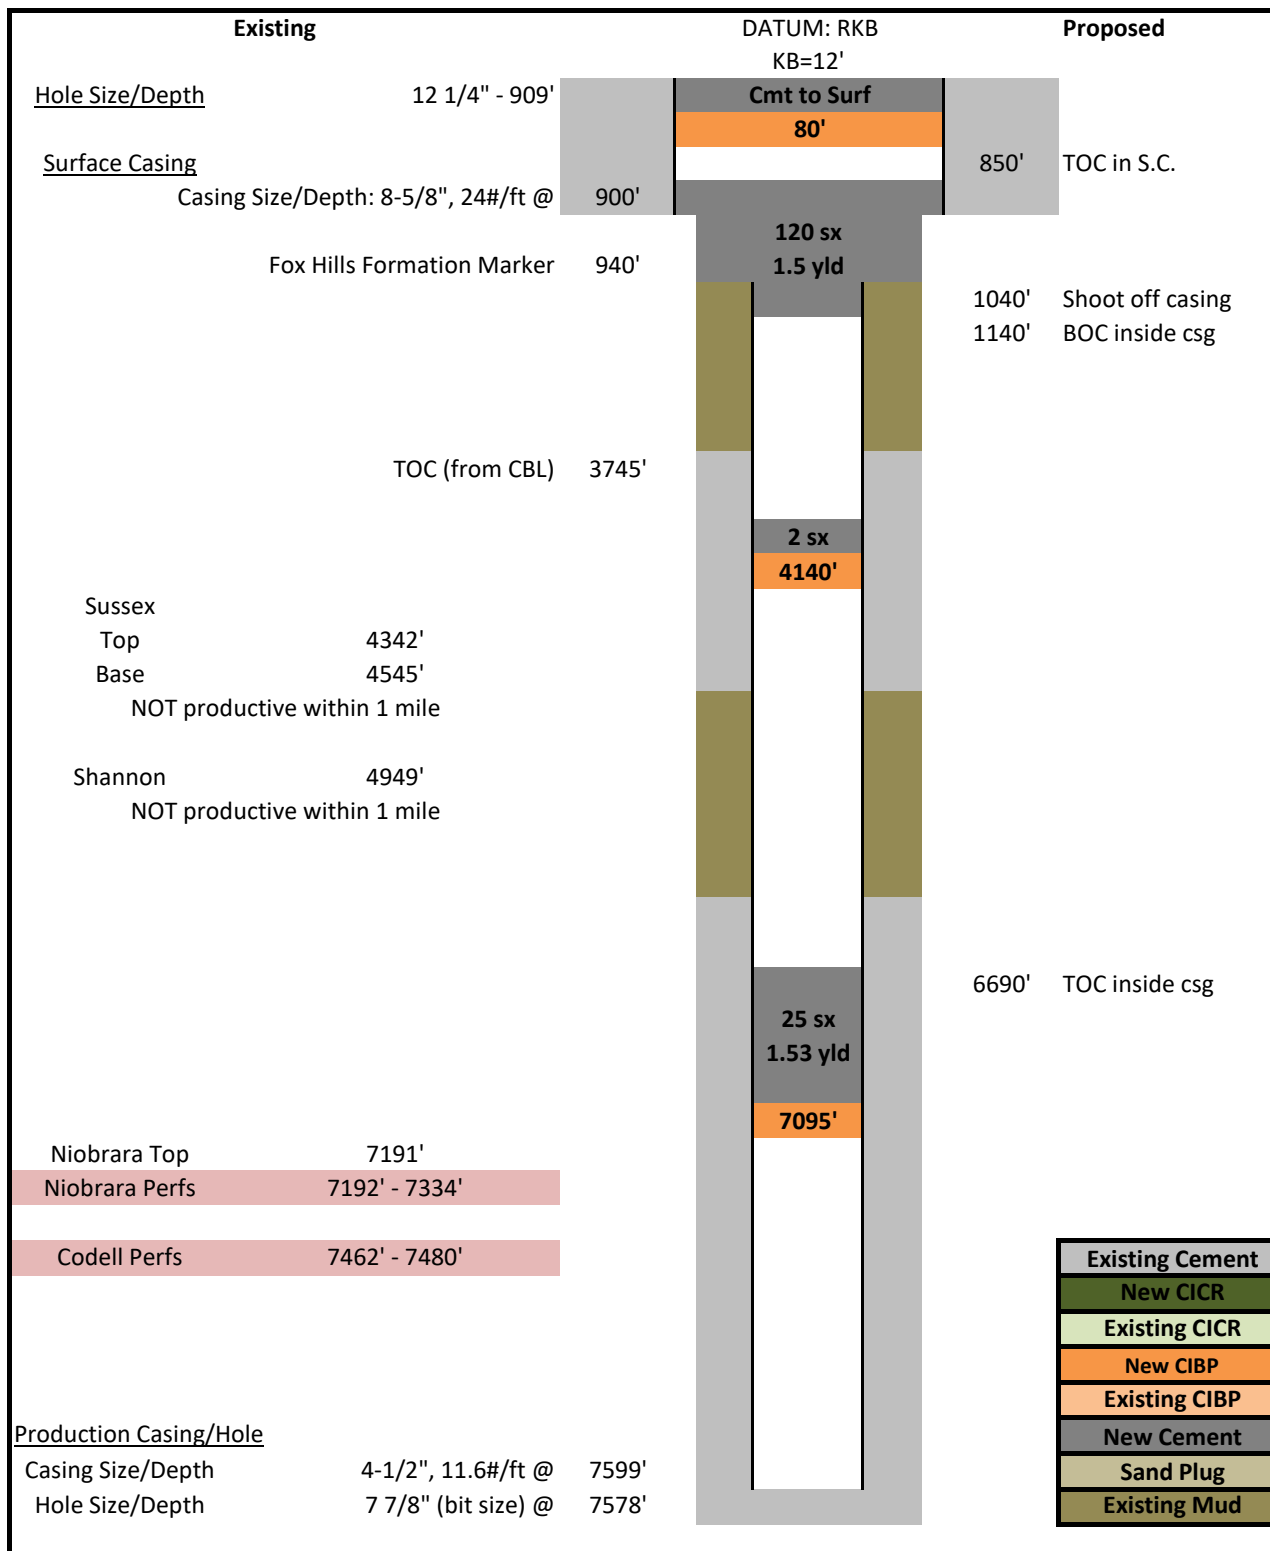 Existing DATUM: RKB Proposed
KB=12'
Hole Size/Depth 12 1/4" - 909' Cmt to Surf
80'
Surface Casing 850' TOC in S.C.
Casing Size/Depth: 8-5/8", 24#/ft @ 900'
120 sx
Fox Hills Formation Marker 940' 1.5 yld
1040' Shoot off casing
1140' BOC inside csg
TOC (from CBL) 3745'
2 sx
4140'
Sussex
Top 4342'
Base 4545'
NOT productive within 1 mile
Shannon 4949'
NOT productive within 1 mile
6690' TOC inside csg
25 sx
1.53 yld
7095'
Niobrara Top 7191'
Niobrara Perfs 7192' - 7334'
Codell Perfs 7462' - 7480'
Existing Cement
New CICR
Existing CICR
New CIBP
Existing CIBP
Production Casing/Hole New Cement
Casing Size/Depth 4-1/2", 11.6#/ft @ 7599' Sand Plug
Hole Size/Depth 7 7/8" (bit size) @ 7578' Existing Mud